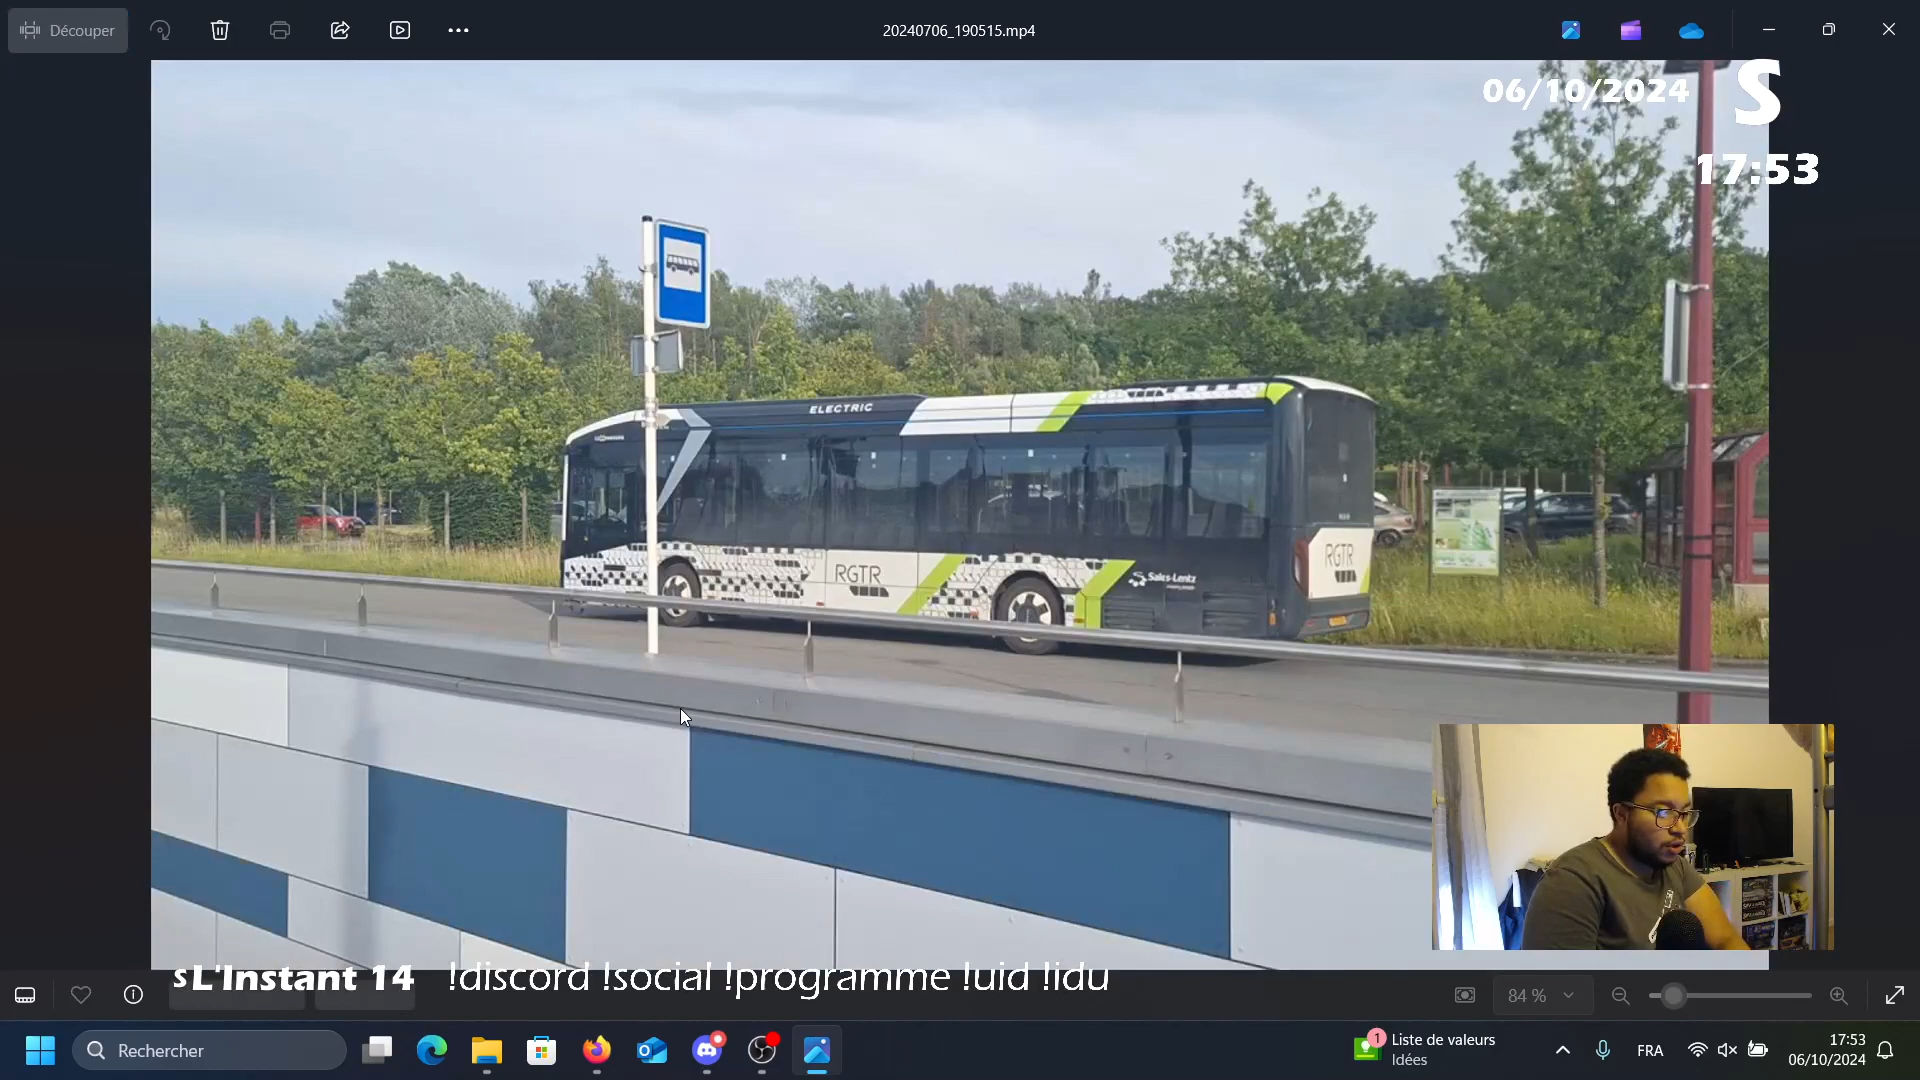 Découper
20240706_190515.mp4
06/10/2024
S
17:53
ELECTRIC
RGTR
Sales-Lentz
RGTR
sL'Instant 14 !discord !social !programme !uid !idu
84 %
Rechercher
1
Liste de valeurs
Idées
FRA
17:53
06/10/2024